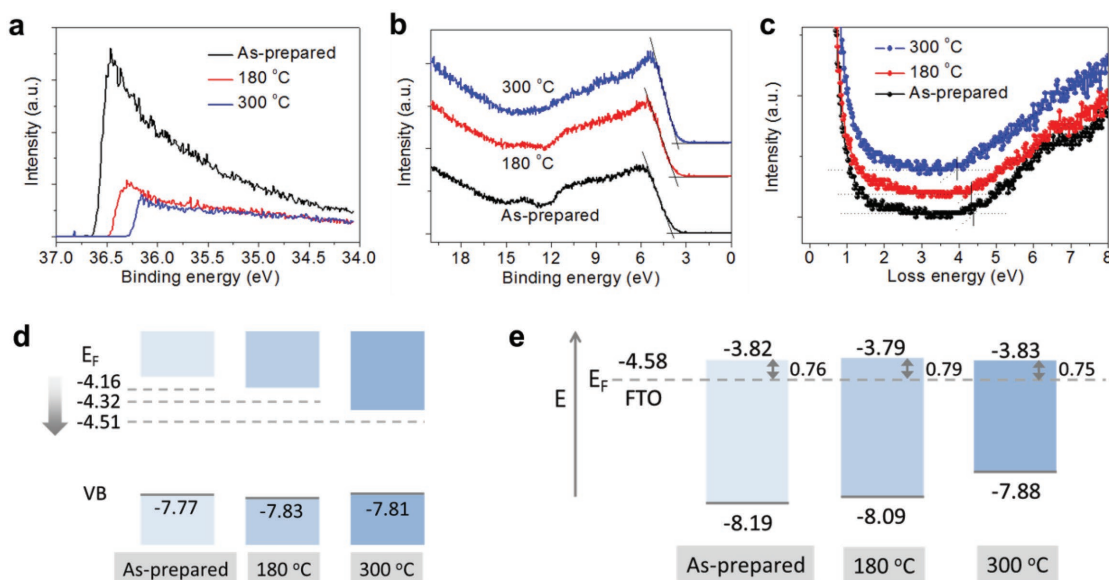 a
As-prepared
180 °C
300 °C
Intensity (a.u.)
37.0 36.5 36.0 35.5 35.0 34.5 34.0
Binding energy (eV)
b
300 °C
180 °C
As-prepared
Intensity (a.u.)
18 15 12 9 6 3 0
Binding energy (eV)
c
300 °C
180 °C
As-prepared
Intensity (a.u.)
0 1 2 3 4 5 6 7 8
Loss energy (eV)
d
EF
-4.16
-4.32
-4.51
VB
-7.77 -7.83 -7.81
As-prepared 180 °C 300 °C
e
E
-4.58
EF
FTO
-3.82 -3.79 -3.83
0.76 0.79 0.75
-8.19 -8.09 -7.88
As-prepared 180 °C 300 °C